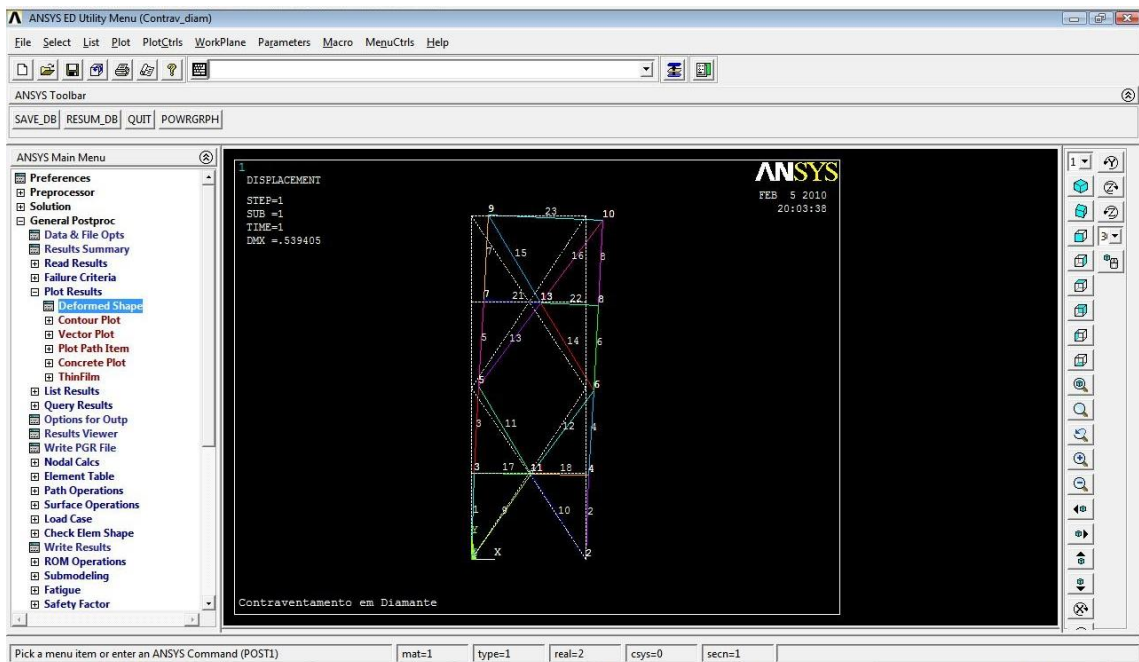 ANSYS ED Utility Menu (Contrav_diam)
File Select List Plot PlotCtrls WorkPlane Parameters Macro MenuCtrls Help
ANSYS Toolbar
SAVE_DB RESUM_DB QUIT POWRGRPH
ANSYS Main Menu
Preferences
Preprocessor
Solution
General Postproc
Data & File Opts
Results Summary
Read Results
Failure Criteria
Plot Results
Deformed Shape
Contour Plot
Vector Plot
Plot Path Item
Concrete Plot
ThinFilm
List Results
Query Results
Options for Outp
Results Viewer
Write PGR File
Nodal Calcs
Element Table
Path Operations
Surface Operations
Load Case
Check Elem Shape
Write Results
ROM Operations
Submodeling
Fatigue
Safety Factor
1
DISPLACEMENT
STEP=1
SUB =1
TIME=1
DMX =.539405
ANSYS
FEB 5 2010
20:03:38
9 23 10
7 15 16 8
7 21 13 22 8
5 13 14 6
5 6
3 11 12 4
3 17 11 18 4
1 9 10 2
Y X 2
Contraventamento em Diamante
1
Pick a menu item or enter an ANSYS Command (POST1)
mat=1 type=1 real=2 csys=0 secn=1